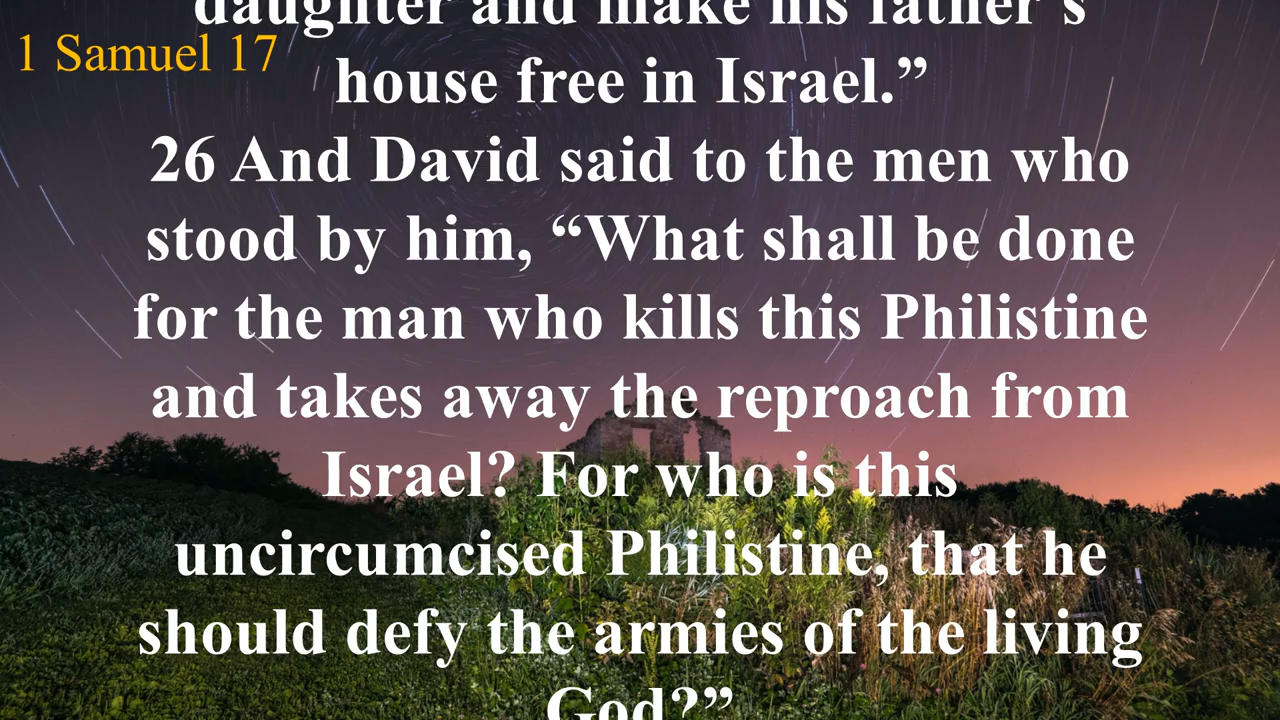 daughter and make his father's
1 Samuel 17
house free in Israel.”
26 And David said to the men who
stood by him, “What shall be done
for the man who kills this Philistine
and takes away the reproach from
Israel? For who is this
uncircumcised Philistine, that he
should defy the armies of the living
God?”